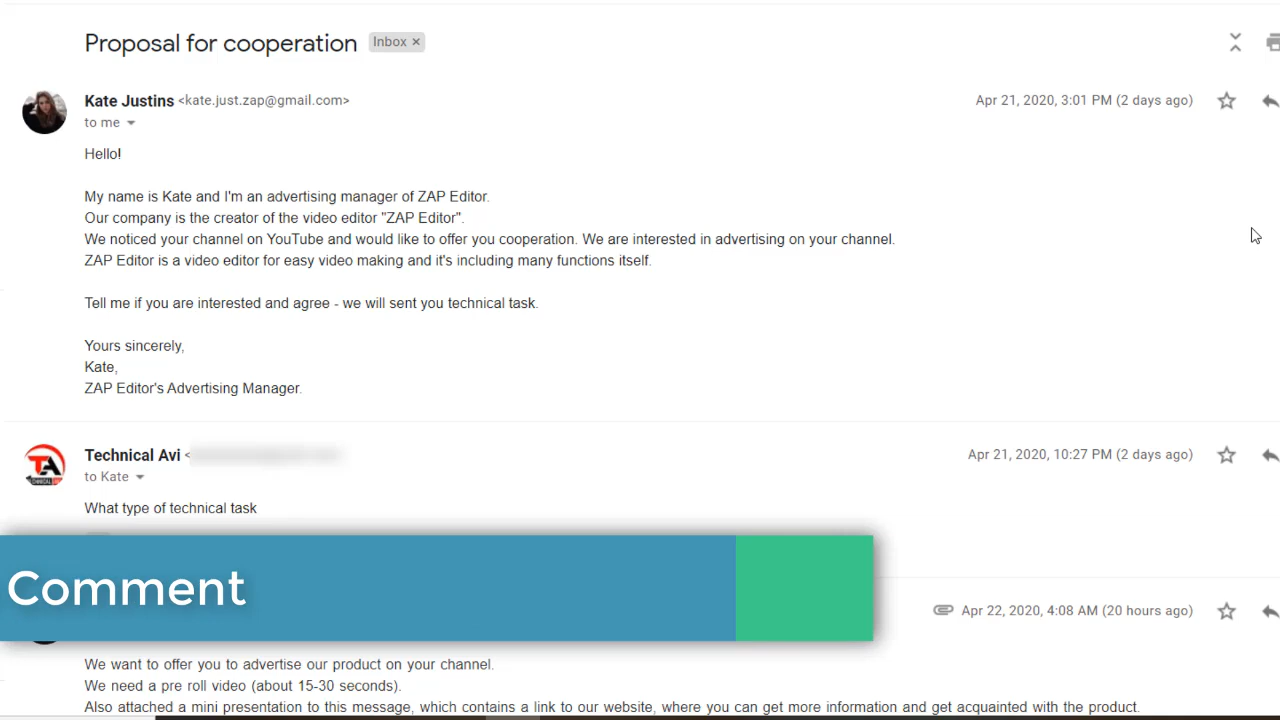 Proposal for cooperation Inbox ×
Kate Justins <kate.just.zap@gmail.com> Apr 21, 2020, 3:01 PM (2 days ago)
to me
Hello!
My name is Kate and I'm an advertising manager of ZAP Editor.
Our company is the creator of the video editor "ZAP Editor".
We noticed your channel on YouTube and would like to offer you cooperation. We are interested in advertising on your channel.
ZAP Editor is a video editor for easy video making and it's including many functions itself.
Tell me if you are interested and agree - we will sent you technical task.
Yours sincerely,
Kate,
ZAP Editor's Advertising Manager.
TA
Technical Avi < Apr 21, 2020, 10:27 PM (2 days ago)
to Kate
What type of technical task
Comment
Apr 22, 2020, 4:08 AM (20 hours ago)
We want to offer you to advertise our product on your channel.
We need a pre roll video (about 15-30 seconds).
Also attached a mini presentation to this message, which contains a link to our website, where you can get more information and get acquainted with the product.